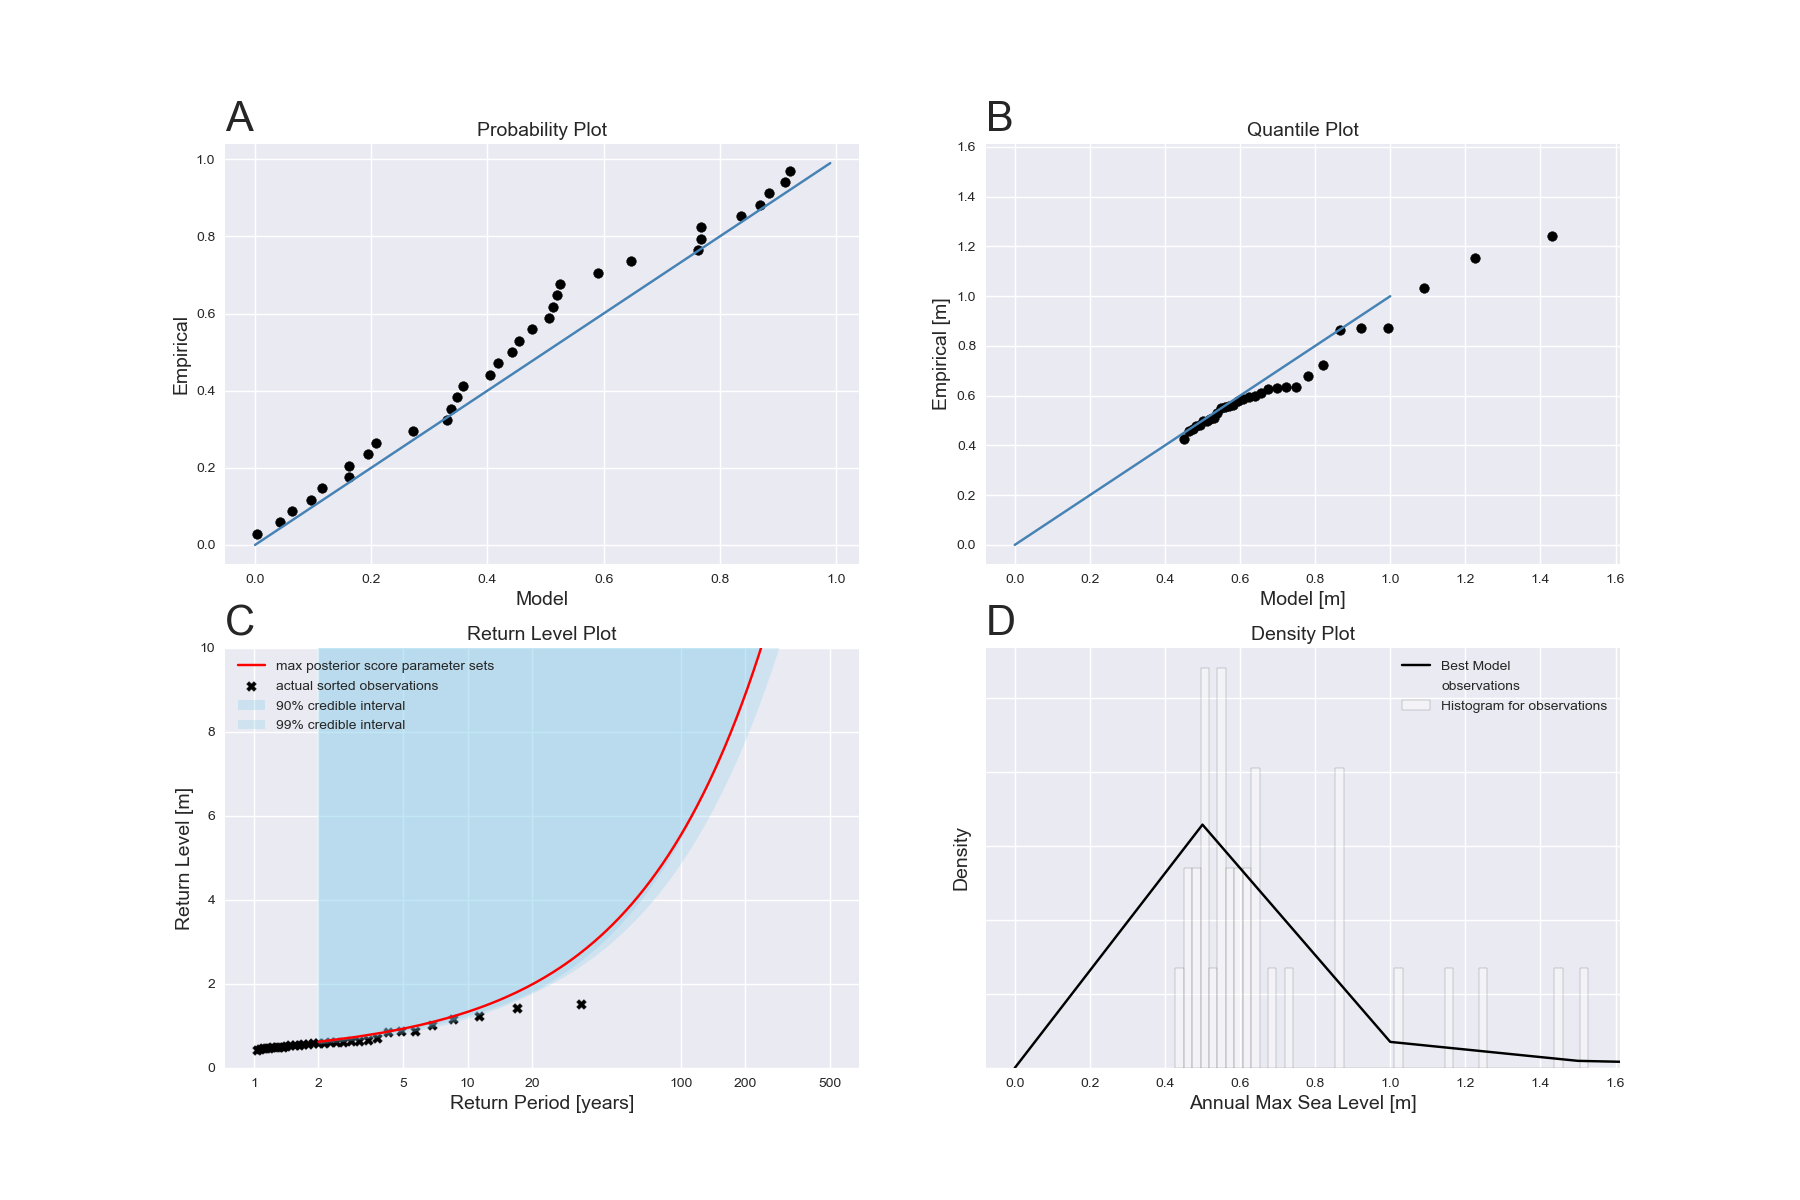 A
Probability Plot
1.0
0.8
0.6
0.4
0.2
0.0
Empirical
0.0 0.2 0.4 0.6 0.8 1.0
Model
B
Quantile Plot
1.6
1.4
1.2
1.0
0.8
0.6
0.4
0.2
0.0
Empirical [m]
0.0 0.2 0.4 0.6 0.8 1.0 1.2 1.4 1.6
Model [m]
C
Return Level Plot
10
8
6
4
2
0
Return Level [m]
max posterior score parameter sets
actual sorted observations
90% credible interval
99% credible interval
1 2 5 10 20 100 200 500
Return Period [years]
D
Density Plot
Density
Best Model
observations
Histogram for observations
0.0 0.2 0.4 0.6 0.8 1.0 1.2 1.4 1.6
Annual Max Sea Level [m]